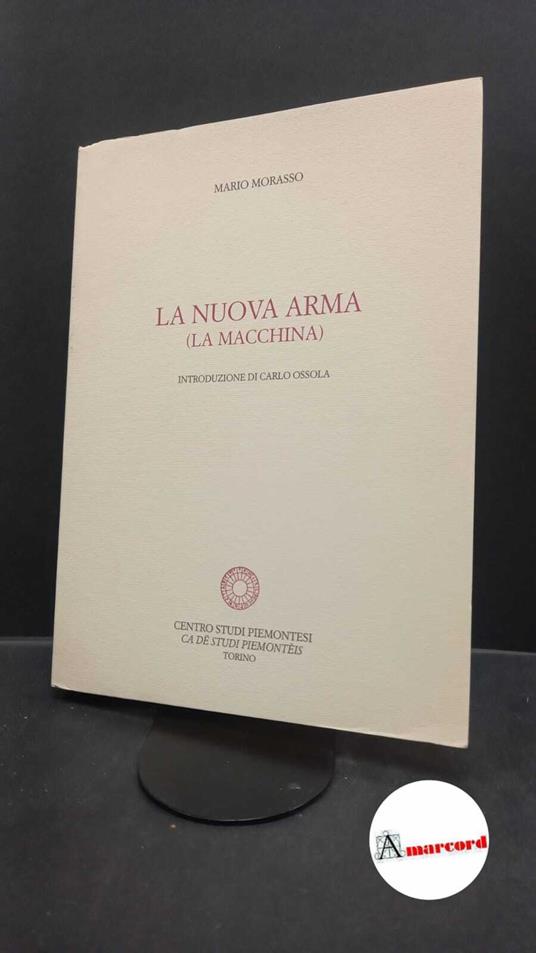 MARIO MORASSO
LA NUOVA ARMA
(LA MACCHINA)
INTRODUZIONE DI CARLO OSSOLA
CENTRO STUDI PIEMONTESI
CA DË STUDI PIEMONTÈIS
TORINO
Amarcord